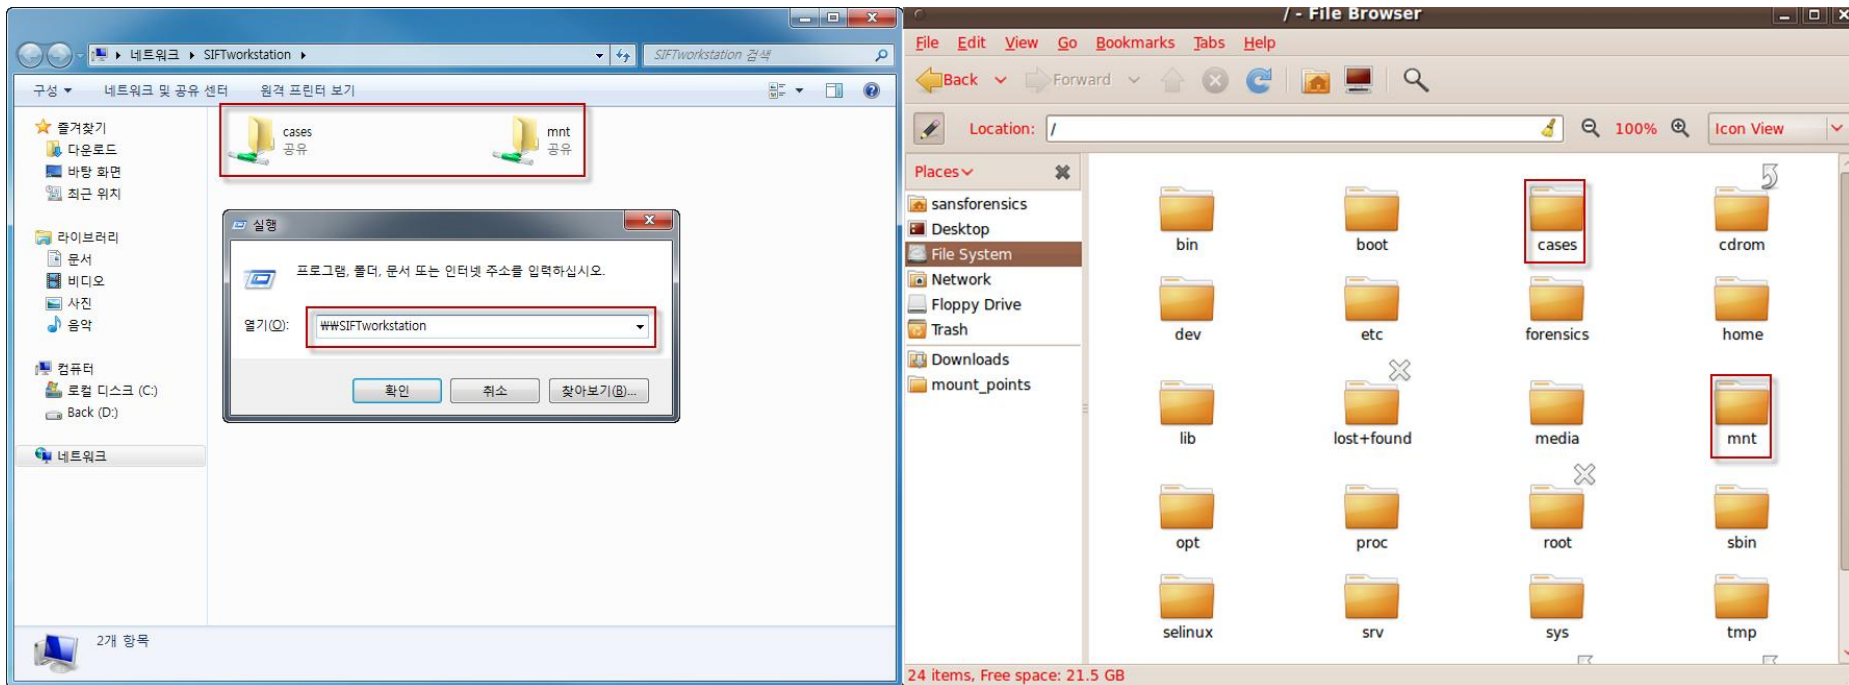 네트워크 ▸ SIFTworkstation ▸
SIFTworkstation 검색
구성 네트워크 및 공유 센터 원격 프린터 보기
즐겨찾기
다운로드
바탕 화면
최근 위치
라이브러리
문서
비디오
사진
음악
컴퓨터
로컬 디스크 (C:)
Back (D:)
네트워크
cases
공유
mnt
공유
실행
프로그램, 폴더, 문서 또는 인터넷 주소를 입력하십시오.
열기(O): ₩₩SIFTworkstation
확인 취소 찾아보기(B)...
2개 항목
/ - File Browser
File Edit View Go Bookmarks Tabs Help
Back Forward
Location: / 100% Icon View
Places
sansforensics
Desktop
File System
Network
Floppy Drive
Trash
Downloads
mount_points
bin boot cases cdrom
dev etc forensics home
lib lost+found media mnt
opt proc root sbin
selinux srv sys tmp
24 items, Free space: 21.5 GB